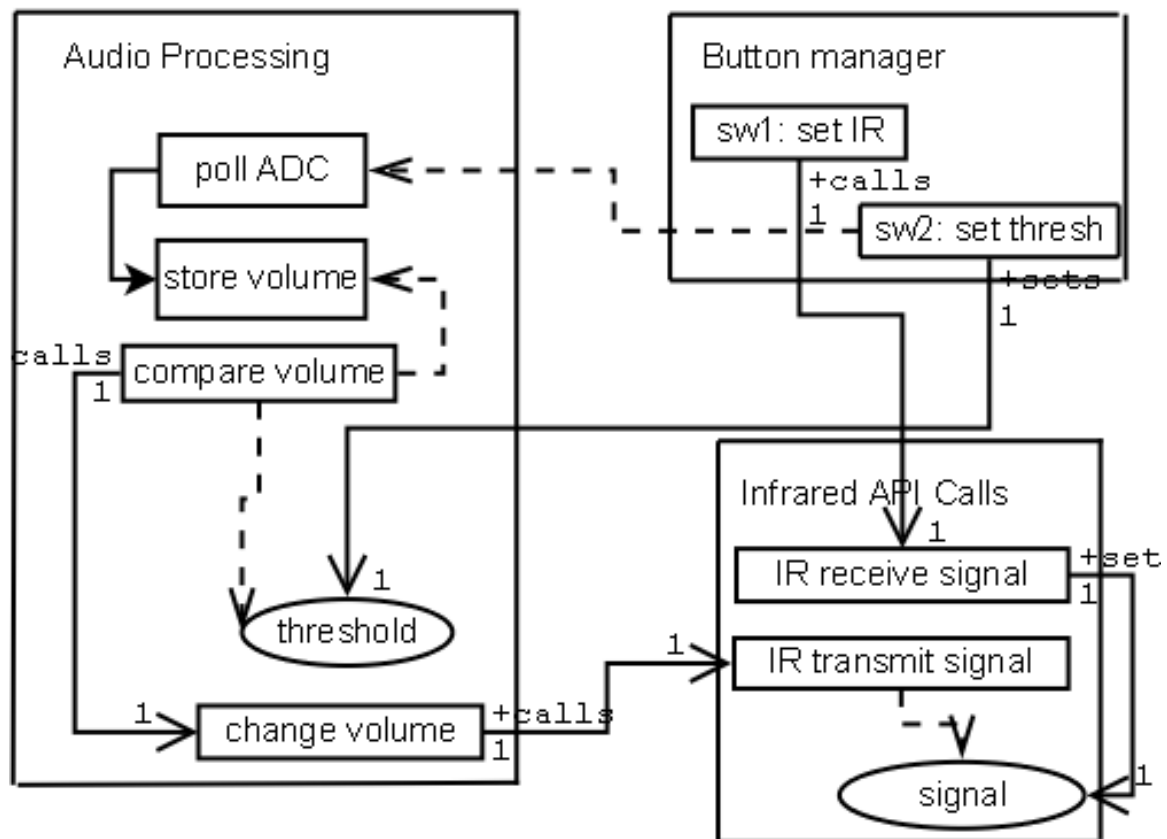 Audio Processing
poll ADC
store volume
calls
1
compare volume
1
threshold
1
change volume
+calls
1
Button manager
sw1: set IR
+calls
1
sw2: set thresh
+sets
1
Infrared API Calls
1
IR receive signal
+set
1
1
IR transmit signal
signal
1